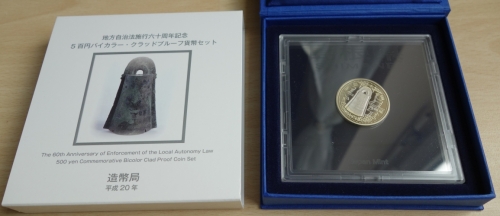 地方自治法施行六十周年記念
5百円バイカラー・クラッドプルーフ貨幣セット
The 60th Anniversary of Enforcement of the Local Autonomy Law
500 yen Commemorative Bicolor Clad Proof Coin Set
造幣局
平成20年